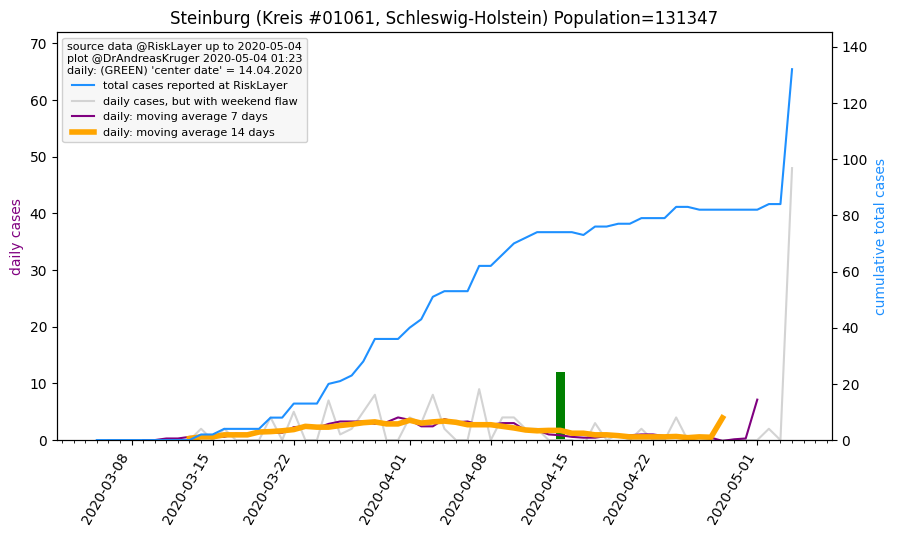 Steinburg (Kreis #01061, Schleswig-Holstein) Population=131347
source data @RiskLayer up to 2020-05-04
plot @DrAndreasKruger 2020-05-04 01:23
daily: (GREEN) 'center date' = 14.04.2020
total cases reported at RiskLayer
daily cases, but with weekend flaw
daily: moving average 7 days
daily: moving average 14 days
daily cases
70
60
50
40
30
20
10
0
cumulative total cases
140
120
100
80
60
40
20
0
2020-03-08
2020-03-15
2020-03-22
2020-04-01
2020-04-08
2020-04-15
2020-04-22
2020-05-01